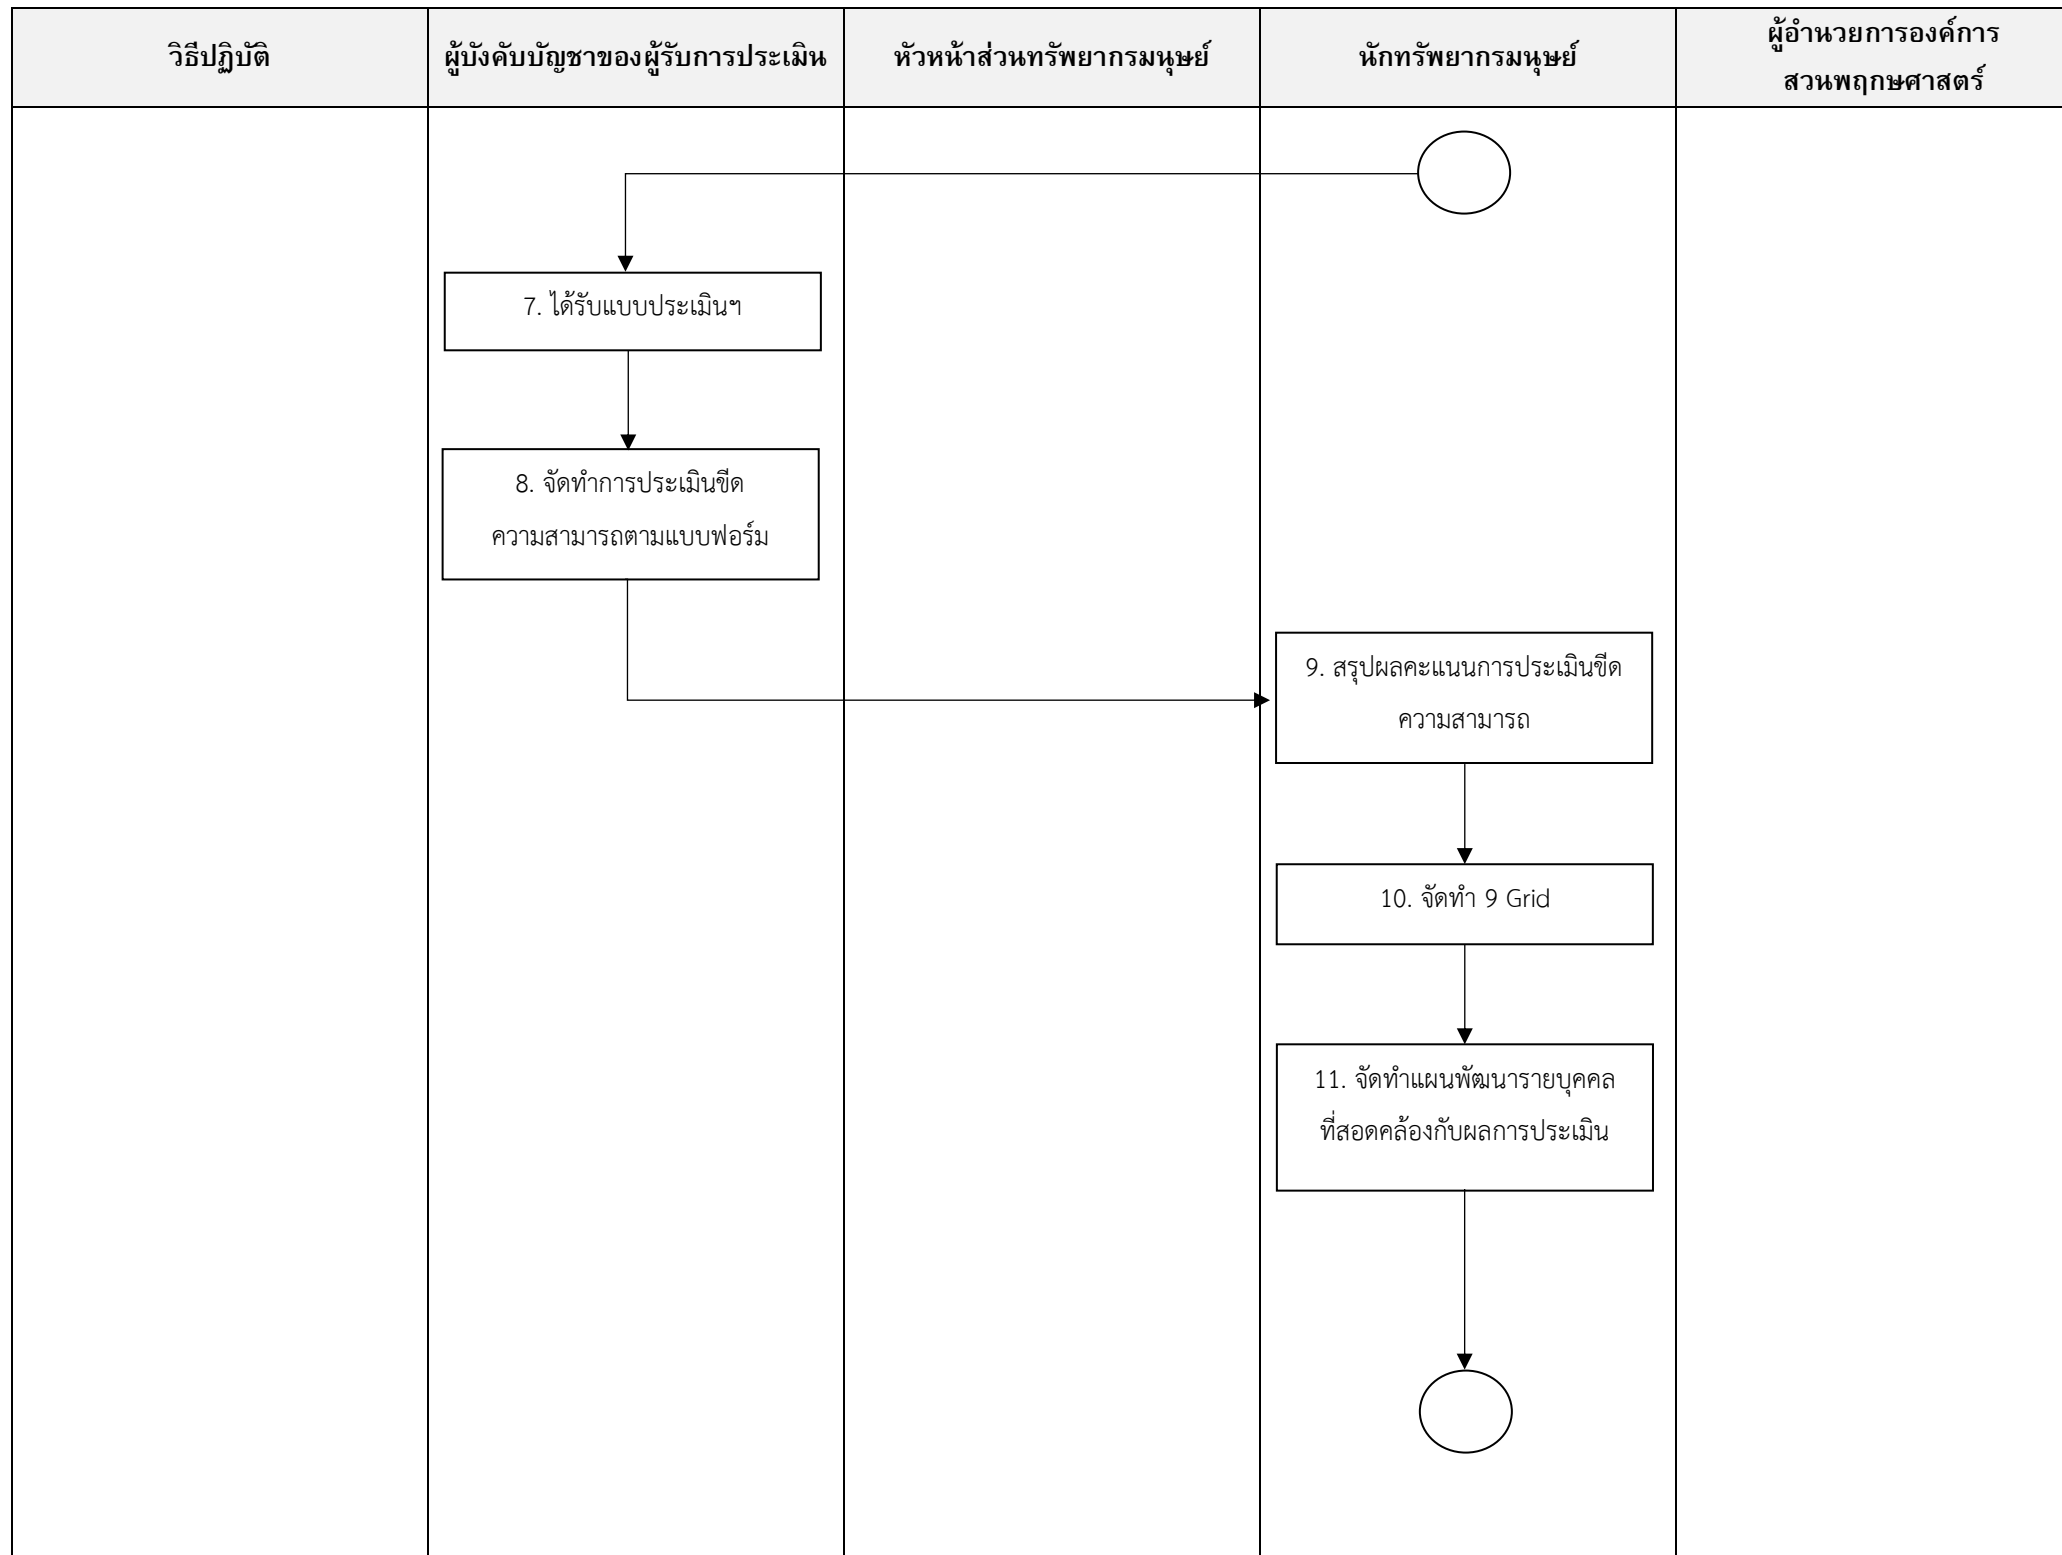 วิธีปฏิบัติ
ผู้บังคับบัญชาของผู้รับการประเมิน
หัวหน้าส่วนทรัพยากรมนุษย์
นักทรัพยากรมนุษย์
ผู้อำนวยการองค์การ
สวนพฤกษศาสตร์
7. ได้รับแบบประเมินฯ
8. จัดทำการประเมินขีด
ความสามารถตามแบบฟอร์ม
9. สรุปผลคะแนนการประเมินขีด
ความสามารถ
10. จัดทำ 9 Grid
11. จัดทำแผนพัฒนารายบุคคล
ที่สอดคล้องกับผลการประเมิน